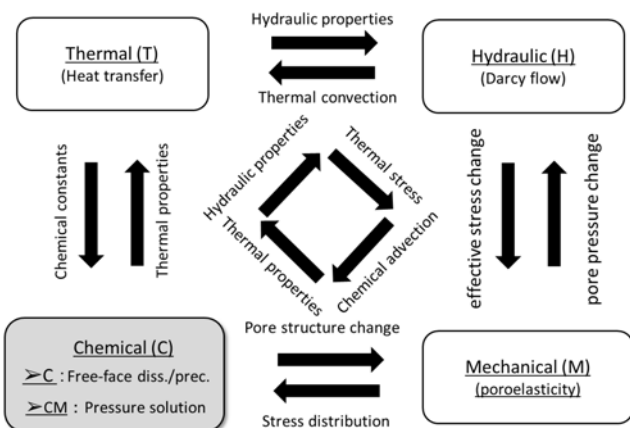 Hydraulic properties
Thermal (T)
(Heat transfer)
Hydraulic (H)
(Darcy flow)
Thermal convection
Chemical constants
Thermal properties
Hydraulic properties
Thermal stress
Thermal properties
Chemical advection
effective stress change
pore pressure change
Pore structure change
Chemical (C)
➢C : Free-face diss./prec.
➢CM : Pressure solution
Mechanical (M)
(poroelasticity)
Stress distribution